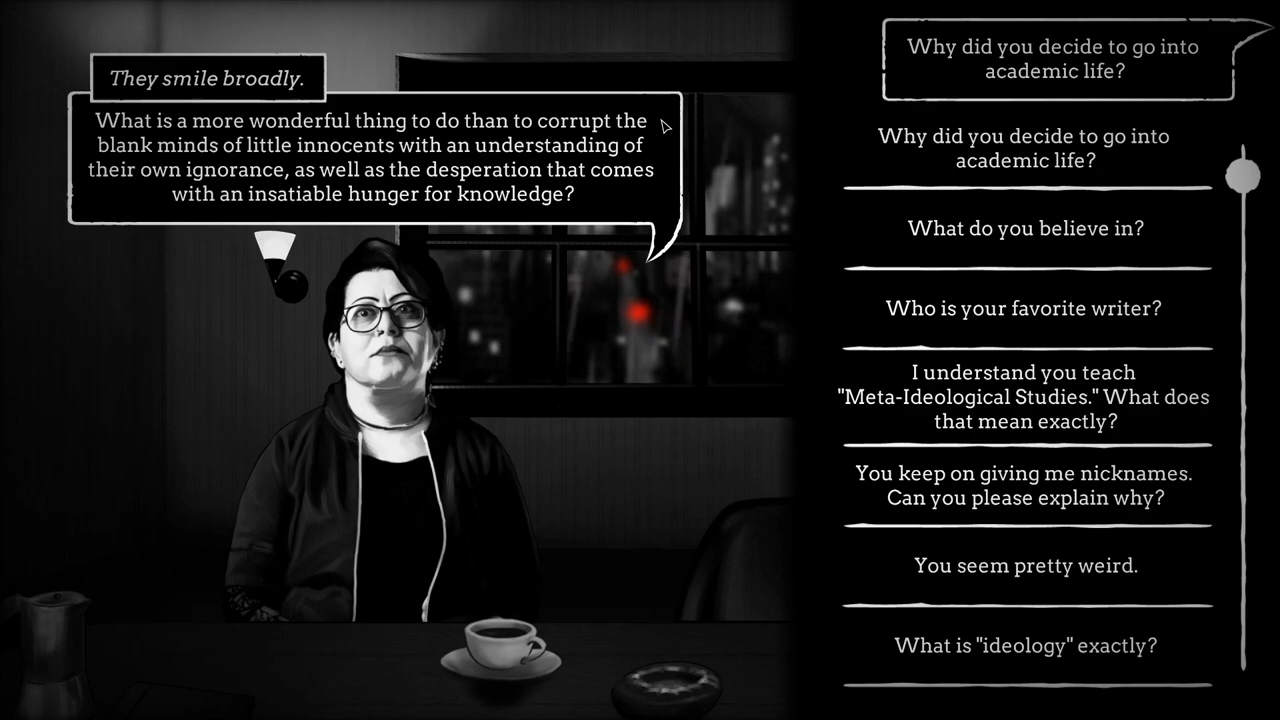 They smile broadly.
What is a more wonderful thing to do than to corrupt the
blank minds of little innocents with an understanding of
their own ignorance, as well as the desperation that comes
with an insatiable hunger for knowledge?
Why did you decide to go into
academic life?
Why did you decide to go into
academic life?
What do you believe in?
Who is your favorite writer?
I understand you teach
"Meta-Ideological Studies." What does
that mean exactly?
You keep on giving me nicknames.
Can you please explain why?
You seem pretty weird.
What is "ideology" exactly?